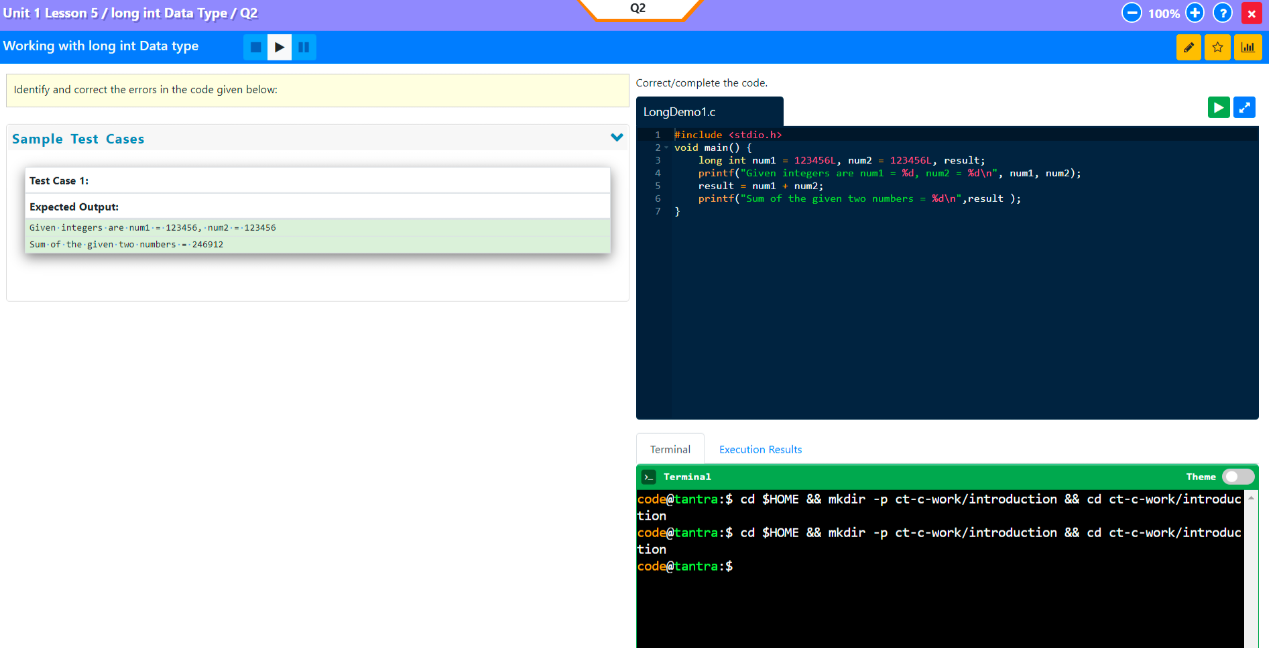 Unit 1 Lesson 5 / long int Data Type / Q2
Q2
100%
Working with long int Data type
Identify and correct the errors in the code given below:
Sample Test Cases
Test Case 1:
Expected Output:
Given·integers·are·num1·=·123456,·num2·=·123456
Sum·of·the·given·two·numbers·=·246912
Correct/complete the code.
LongDemo1.c
1 #include <stdio.h>
2 void main() {
3 long int num1 = 123456L, num2 = 123456L, result;
4 printf("Given integers are num1 = %d, num2 = %d\n", num1, num2);
5 result = num1 + num2;
6 printf("Sum of the given two numbers = %d\n",result );
7 }
Terminal Execution Results
Terminal Theme
code@tantra:$ cd $HOME && mkdir -p ct-c-work/introduction && cd ct-c-work/introduc
tion
code@tantra:$ cd $HOME && mkdir -p ct-c-work/introduction && cd ct-c-work/introduc
tion
code@tantra:$